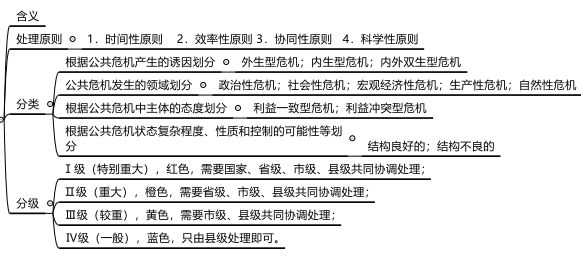 含义
处理原则 1．时间性原则 2．效率性原则 3．协同性原则 4．科学性原则
分类
根据公共危机产生的诱因划分 外生型危机；内生型危机；内外双生型危机
公共危机发生的领域划分 政治性危机；社会性危机；宏观经济性危机；生产性危机；自然性危机
根据公共危机中主体的态度划分 利益一致型危机；利益冲突型危机
根据公共危机状态复杂程度、性质和控制的可能性等划
分 结构良好的；结构不良的
分级
Ⅰ级（特别重大），红色，需要国家、省级、市级、县级共同协调处理；
Ⅱ级（重大），橙色，需要省级、市级、县级共同协调处理；
Ⅲ级（较重），黄色，需要市级、县级共同协调处理；
Ⅳ级（一般），蓝色，只由县级处理即可。